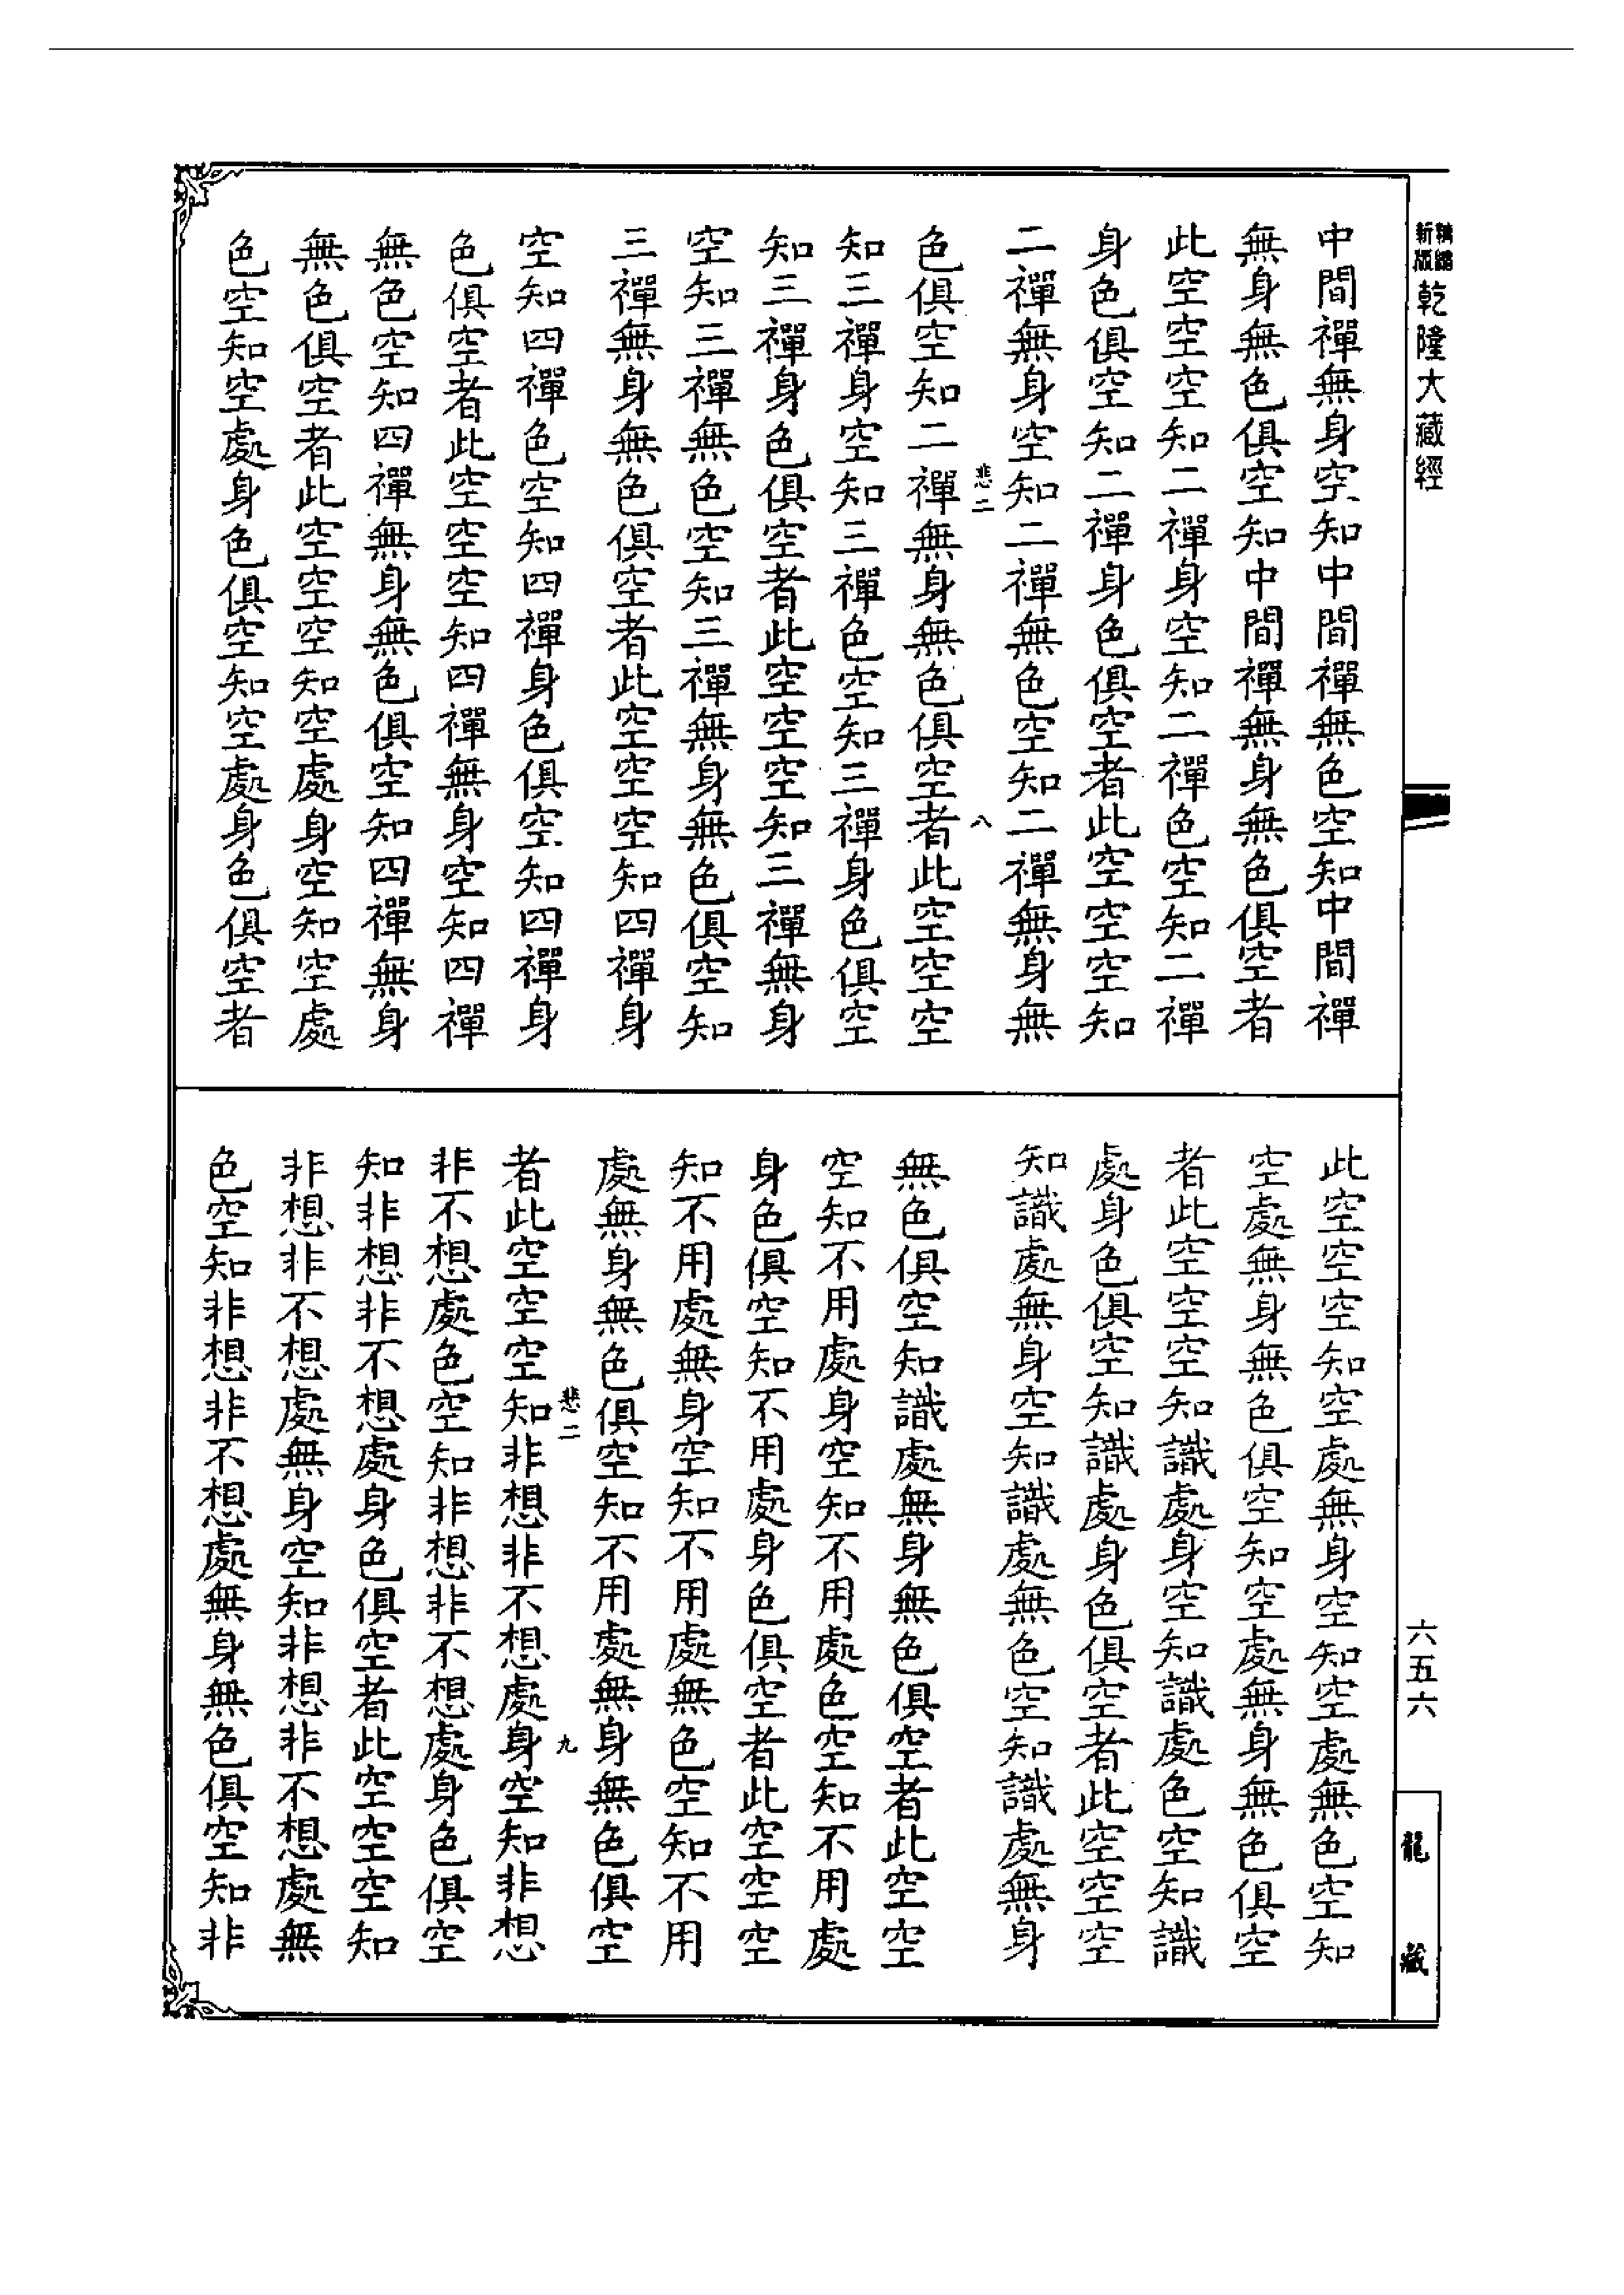 新版精縮乾隆大藏經
中間禪無身空知中間禪無色空知中間禪
無身無色俱空知中間禪無身無色俱空者
此空空空知二禪身空知二禪色空知二禪
身色俱空知二禪身色俱空者此空空空知
二禪無身空知二禪無色空知二禪無身無
悲二 八
色俱空知二禪無身無色俱空者此空空空
知三禪身空知三禪色空知三禪身色俱空
知三禪身色俱空者此空空空知三禪無身
空知三禪無色空知三禪無身無色俱空知
三禪無身無色俱空者此空空空知四禪身
空知四禪色空知四禪身色俱空知四禪身
色俱空者此空空空知四禪無身空知四禪
無色空知四禪無身無色俱空知四禪無身
無色俱空者此空空空知空處身空知空處
色空知空處身色俱空知空處身色俱空者
此空空空知空處無身空知空處無色空知
空處無身無色俱空知空處無身無色俱空
者此空空空知識處身空知識處色空知識
處身色俱空知識處身色俱空者此空空空
知識處無身空知識處無色空知識處無身
無色俱空知識處無身無色俱空者此空空
空知不用處身空知不用處色空知不用處
身色俱空知不用處身色俱空者此空空空
知不用處無身空知不用處無色空知不用
處無身無色俱空知不用處無身無色俱空
悲二 九
者此空空空知非想非不想處身空知非想
非不想處色空知非想非不想處身色俱空
知非想非不想處身色俱空者此空空空知
非想非不想處無身空知非想非不想處無
色空知非想非不想處無身無色俱空知非
六五六
龍藏